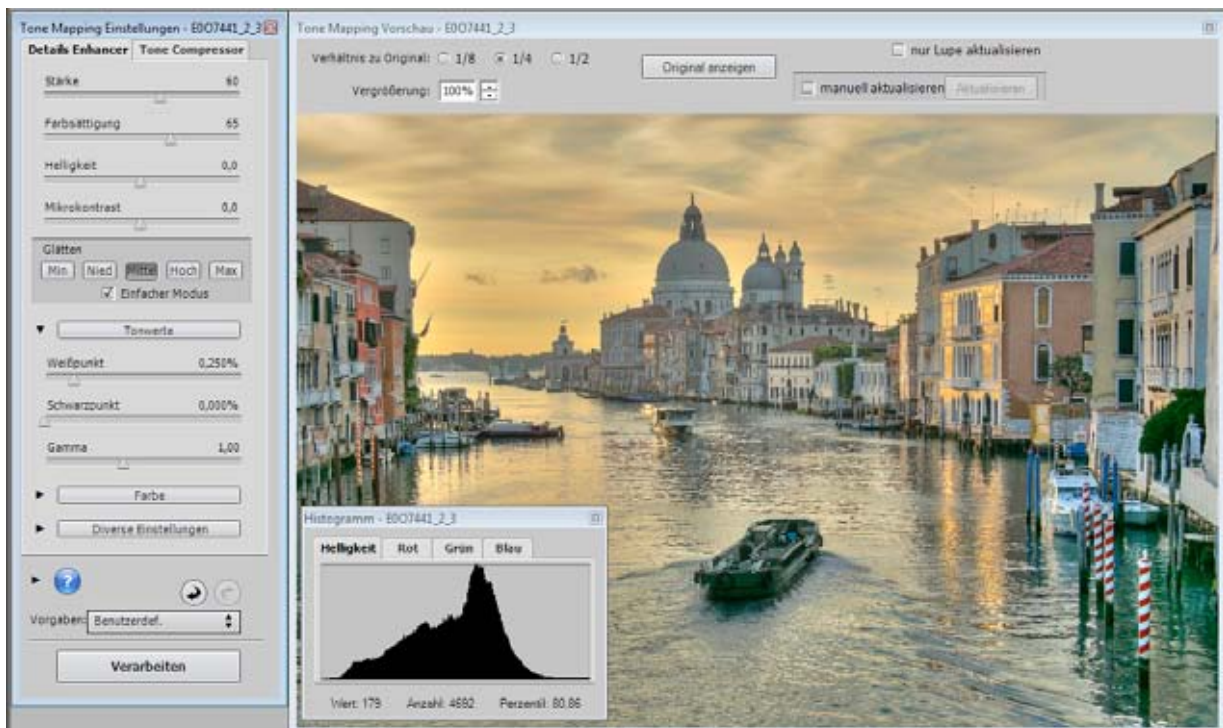 Tone Mapping Einstellungen - E0O7441_2_3
Details Enhancer Tone Compressor
Stärke 60
Farbsättigung 65
Helligkeit 0,0
Mikrokontrast 0,0
Glätten
Min Nied Mitte Hoch Max
Einfacher Modus
Tonwerte
Weißpunkt 0,250%
Schwarzpunkt 0,000%
Gamma 1,00
Farbe
Diverse Einstellungen
?
Vorgaben: Benutzerdef.
Verarbeiten
Tone Mapping Vorschau - E0O7441_2_3
Verhältnis zu Original: 1/8 1/4 1/2
Vergrößerung: 100%
Original anzeigen
nur Lupe aktualisieren
manuell aktualisieren Aktualisieren
Histogramm - E0O7441_2_3
Helligkeit Rot Grün Blau
Wert: 179 Anzahl: 4692 Perzentil: 80.86